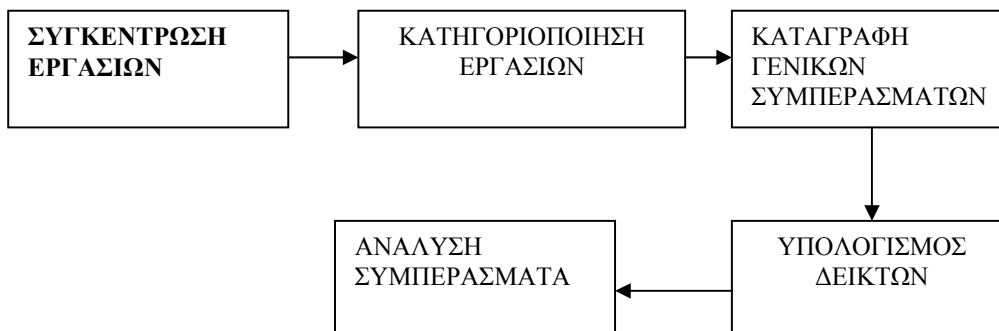 ΣΥΓΚΕΝΤΡΩΣΗ
ΕΡΓΑΣΙΩΝ
ΚΑΤΗΓΟΡΙΟΠΟΙΗΣΗ
ΕΡΓΑΣΙΩΝ
ΚΑΤΑΓΡΑΦΗ
ΓΕΝΙΚΩΝ
ΣΥΜΠΕΡΑΣΜΑΤΩΝ
ΥΠΟΛΟΓΙΣΜΟΣ
ΔΕΙΚΤΩΝ
ΑΝΑΛΥΣΗ
ΣΥΜΠΕΡΑΣΜΑΤΑ